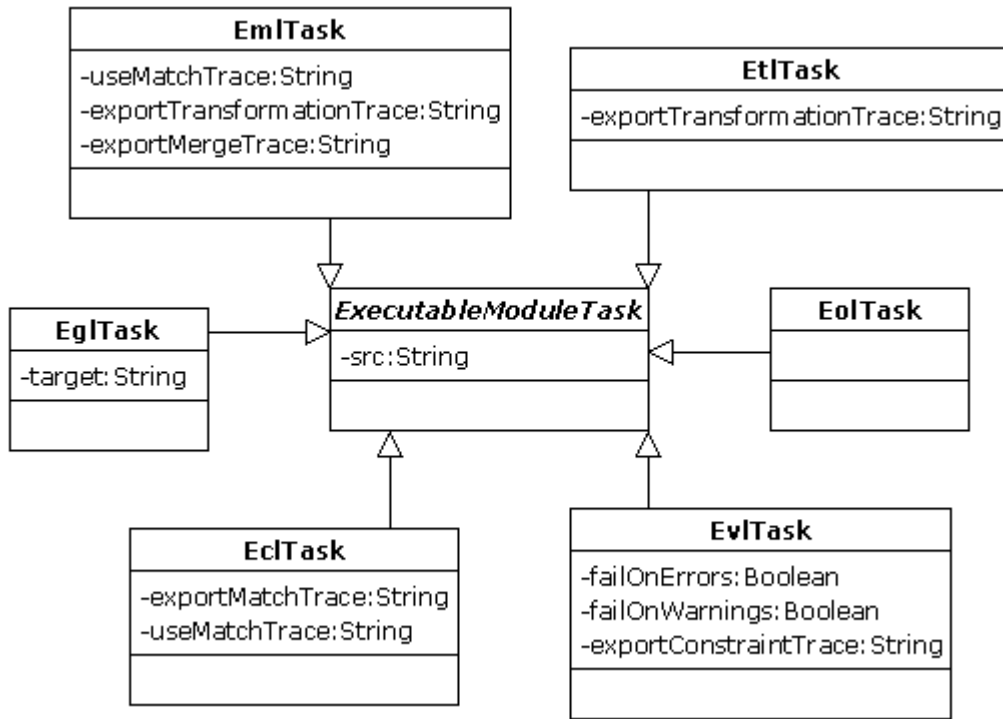 EmlTask
-useMatchTrace:String
-exportTransformationTrace:String
-exportMergeTrace:String
EtlTask
-exportTransformationTrace:String
EglTask
-target:String
ExecutableModuleTask
-src:String
EolTask
EclTask
-exportMatchTrace:String
-useMatchTrace:String
EvlTask
-failOnErrors:Boolean
-failOnWarnings:Boolean
-exportConstraintTrace:String